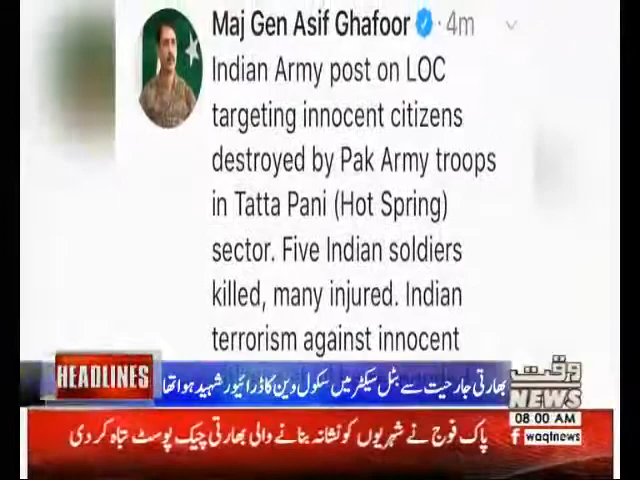 Maj Gen Asif Ghafoor · 4m
Indian Army post on LOC
targeting innocent citizens
destroyed by Pak Army troops
in Tatta Pani (Hot Spring)
sector. Five Indian soldiers
killed, many injured. Indian
terrorism against innocent
HEADLINES
بھارتی جارحیت سے بٹل سیکٹر میں سکول وین کا ڈرائیور شہید ہوا تھا
وقت
NEWS
08:00 AM
پاک فوج نے شہریوں کو نشانہ بنانے والی بھارتی چیک پوسٹ تباہ کر دی
f waqtnews